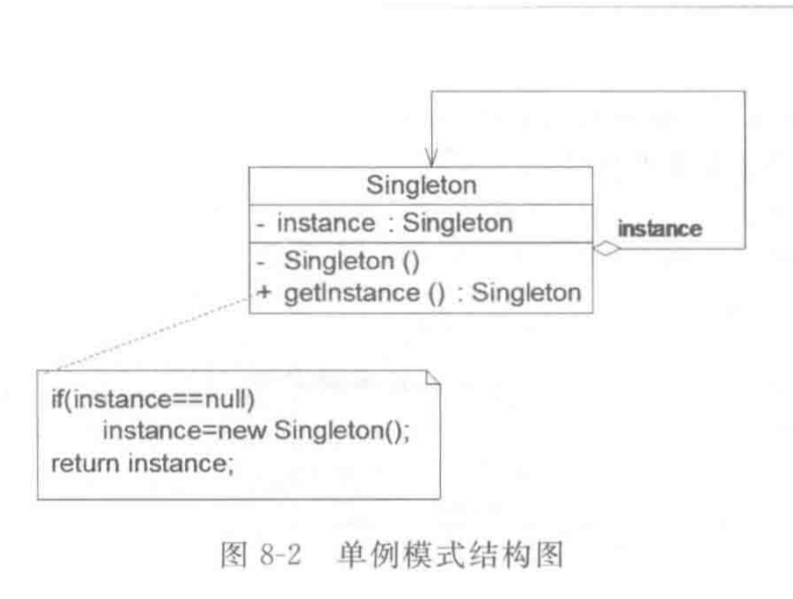 Singleton
- instance : Singleton
instance
- Singleton ()
+ getInstance () : Singleton
if(instance==null)
instance=new Singleton();
return instance;
图 8-2 单例模式结构图